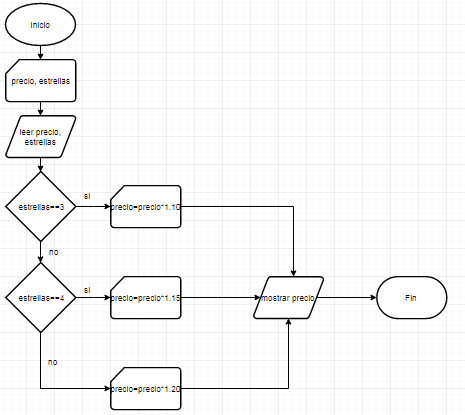 Inicio
precio, estrellas
leer precio,
estrellas
estrellas==3
si
precio=precio*1.10
no
estrellas==4
si
precio=precio*1.15
mostrar precio
Fin
no
precio=precio*1.20